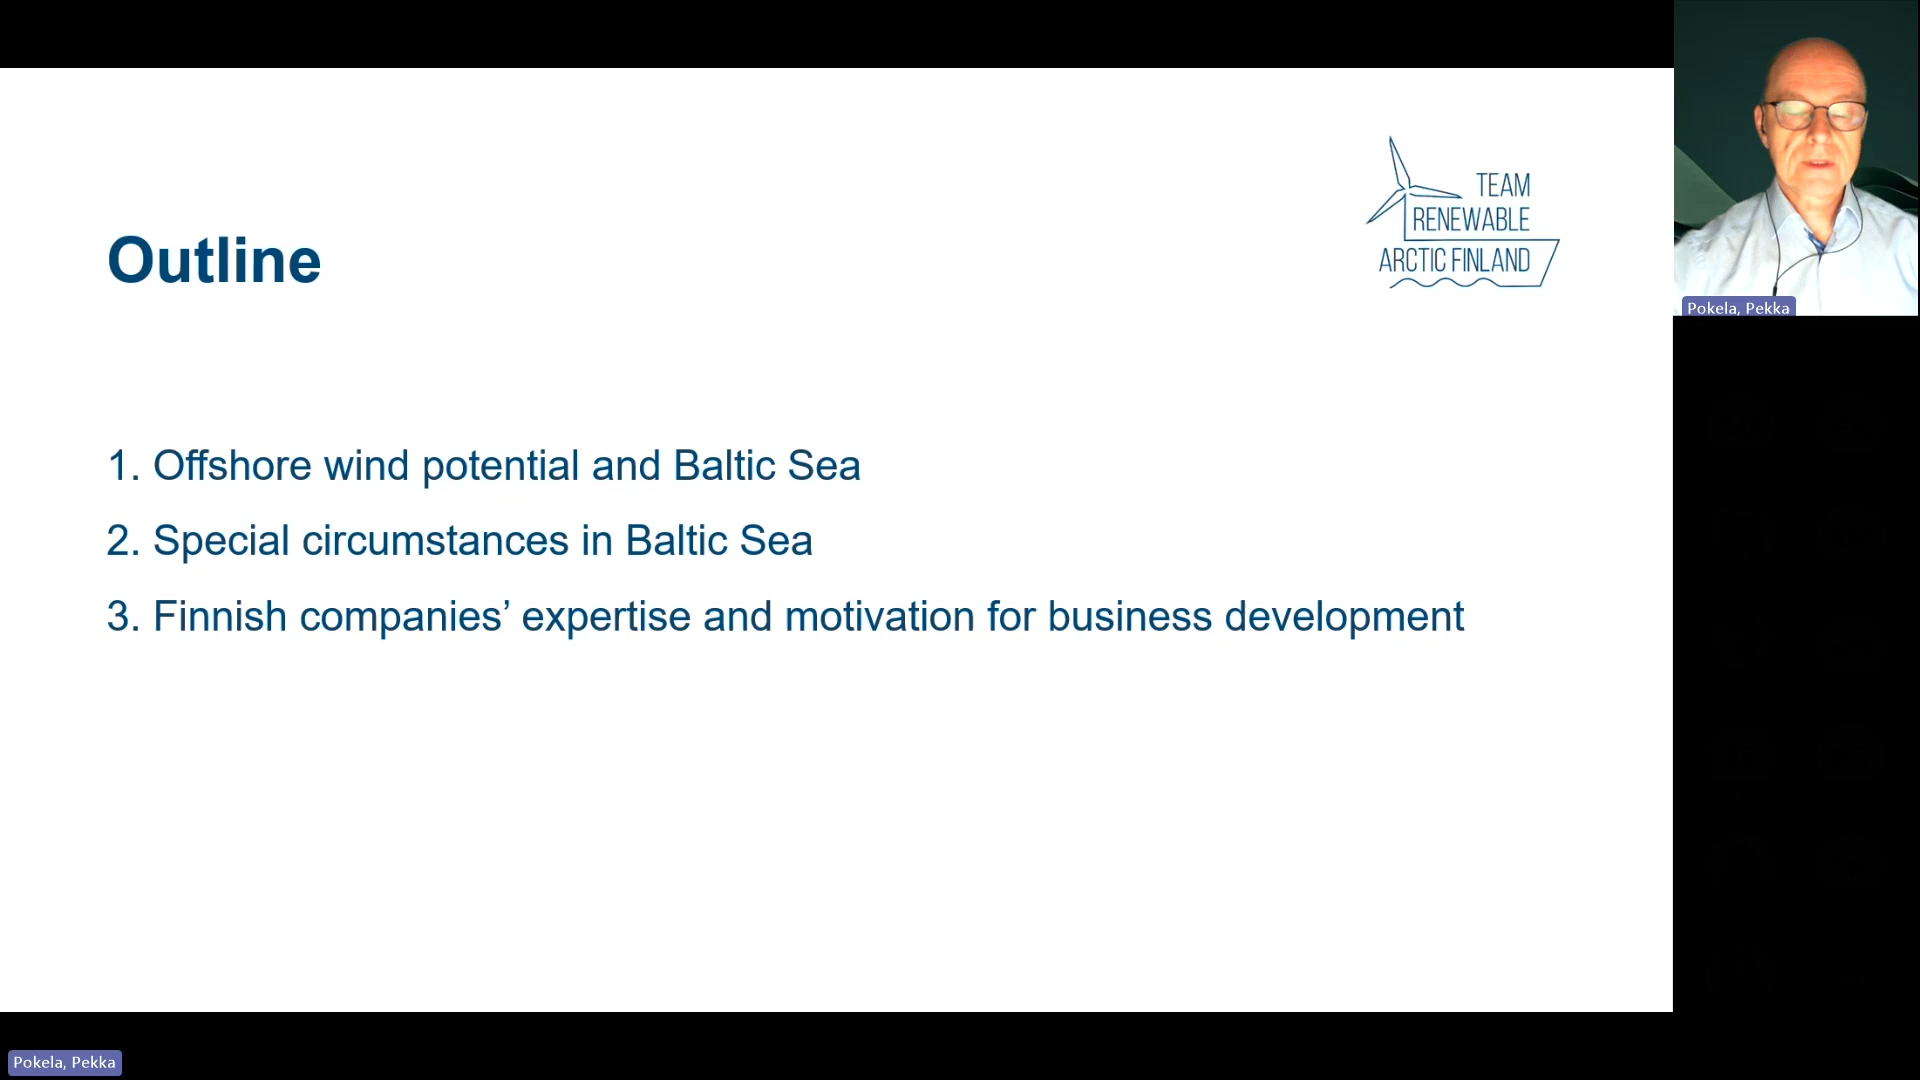 TEAM
RENEWABLE
ARCTIC FINLAND
Outline
1. Offshore wind potential and Baltic Sea
2. Special circumstances in Baltic Sea
3. Finnish companies’ expertise and motivation for business development
Pokela, Pekka
Pokela, Pekka